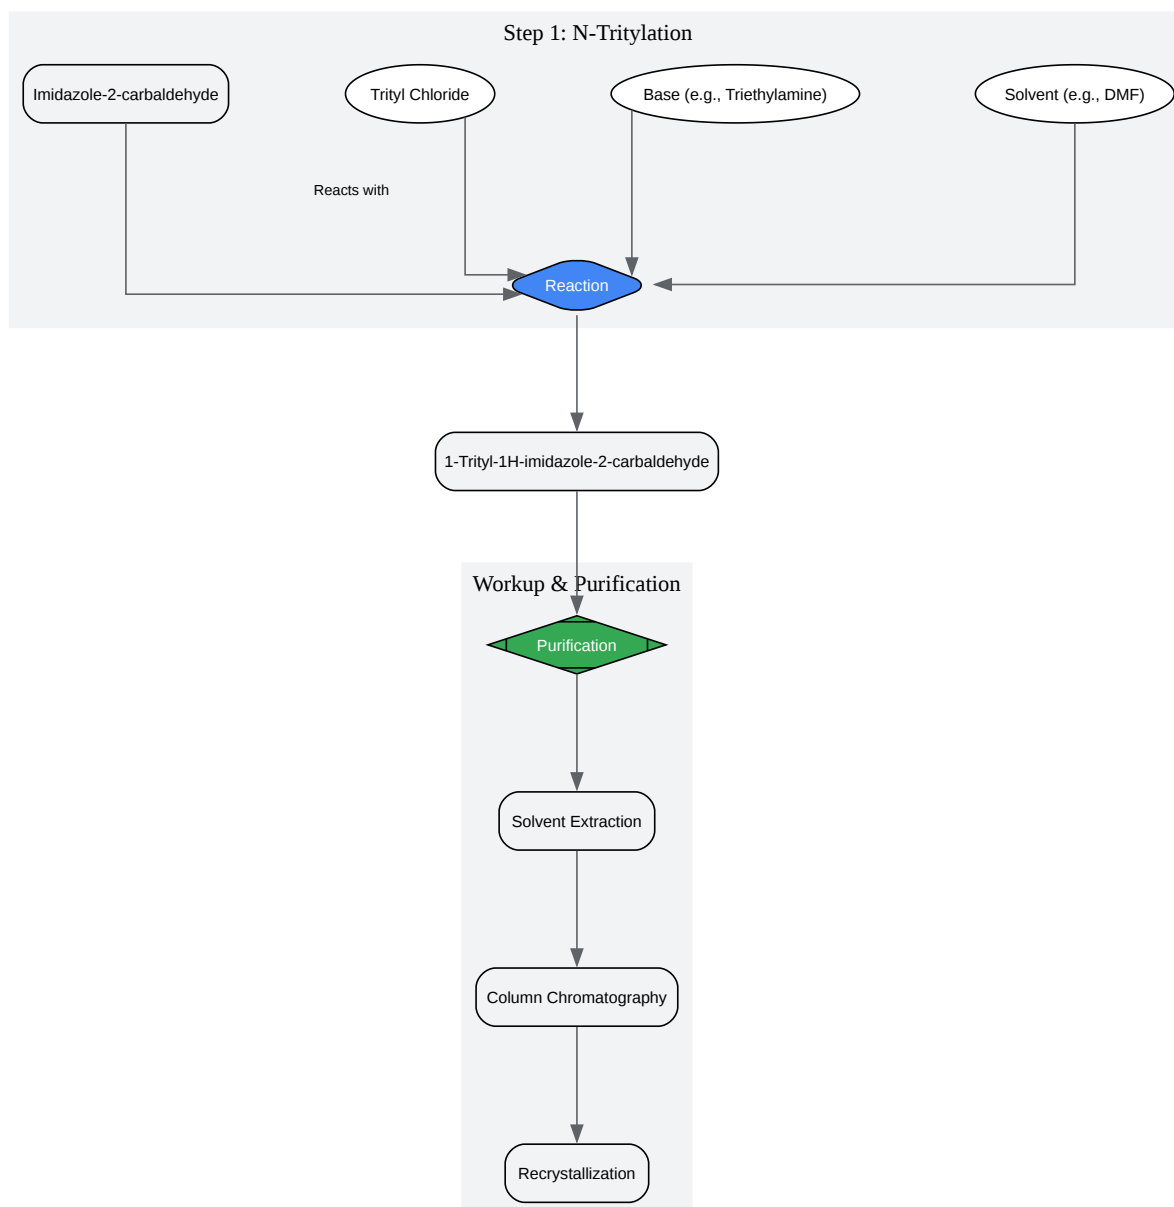 Step 1: N-Tritylation
Imidazole-2-carbaldehyde
Trityl Chloride
Base (e.g., Triethylamine)
Solvent (e.g., DMF)
Reacts with
Reaction
1-Trityl-1H-imidazole-2-carbaldehyde
Workup & Purification
Purification
Solvent Extraction
Column Chromatography
Recrystallization